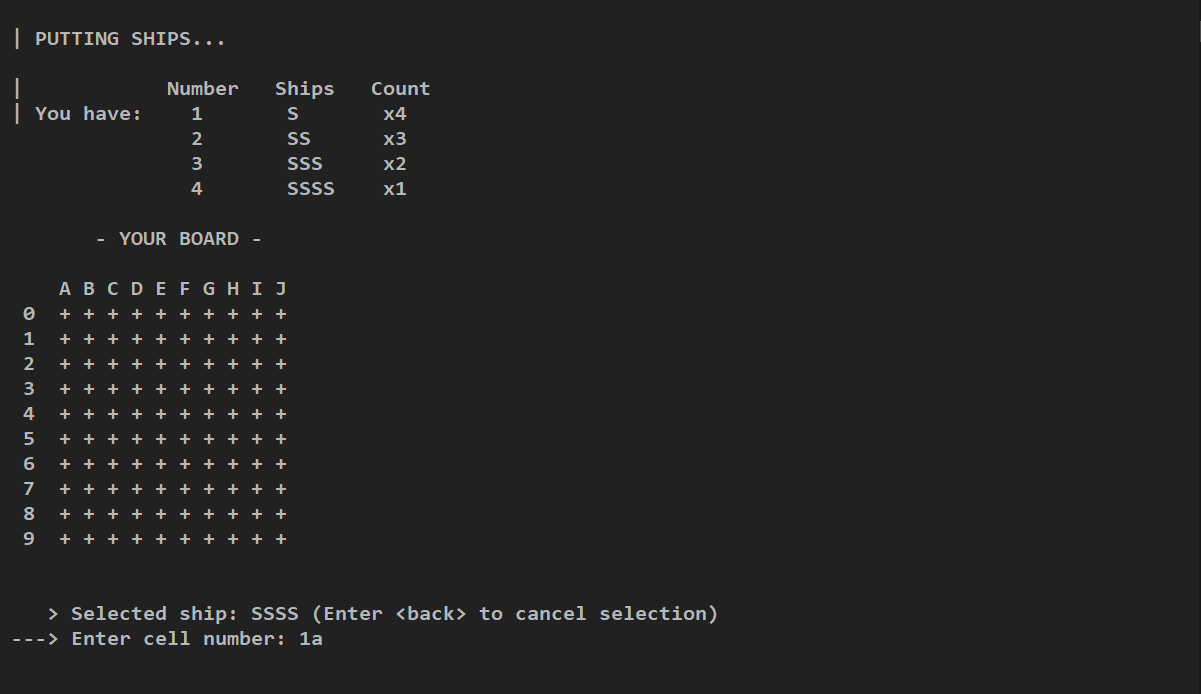 | PUTTING SHIPS...
|            Number   Ships   Count
| You have:    1       S       x4
               2       SS      x3
               3       SSS     x2
               4       SSSS    x1
       - YOUR BOARD -
    A B C D E F G H I J
 0  + + + + + + + + + +
 1  + + + + + + + + + +
 2  + + + + + + + + + +
 3  + + + + + + + + + +
 4  + + + + + + + + + +
 5  + + + + + + + + + +
 6  + + + + + + + + + +
 7  + + + + + + + + + +
 8  + + + + + + + + + +
 9  + + + + + + + + + +
   > Selected ship: SSSS (Enter <back> to cancel selection)
---> Enter cell number: 1a